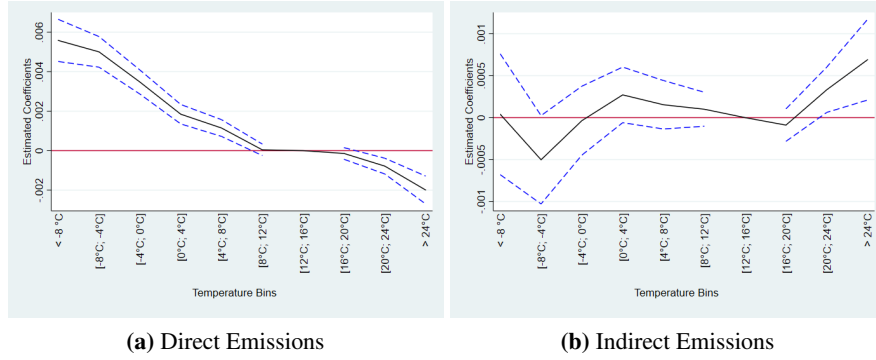 Estimated Coefficients
.006
.004
.002
0
-.002
< -8 °C
[-8°C; -4°C]
[-4°C; 0°C]
[0°C; 4°C]
[4°C; 8°C]
[8°C; 12°C]
[12°C; 16°C]
[16°C; 20°C]
[20°C; 24°C]
> 24°C
Temperature Bins
(a) Direct Emissions
Estimated Coefficients
.001
.0005
0
-.0005
-.001
< -8 °C
[-8°C; -4°C]
[-4°C; 0°C]
[0°C; 4°C]
[4°C; 8°C]
[8°C; 12°C]
[12°C; 16°C]
[16°C; 20°C]
[20°C; 24°C]
> 24°C
Temperature Bins
(b) Indirect Emissions